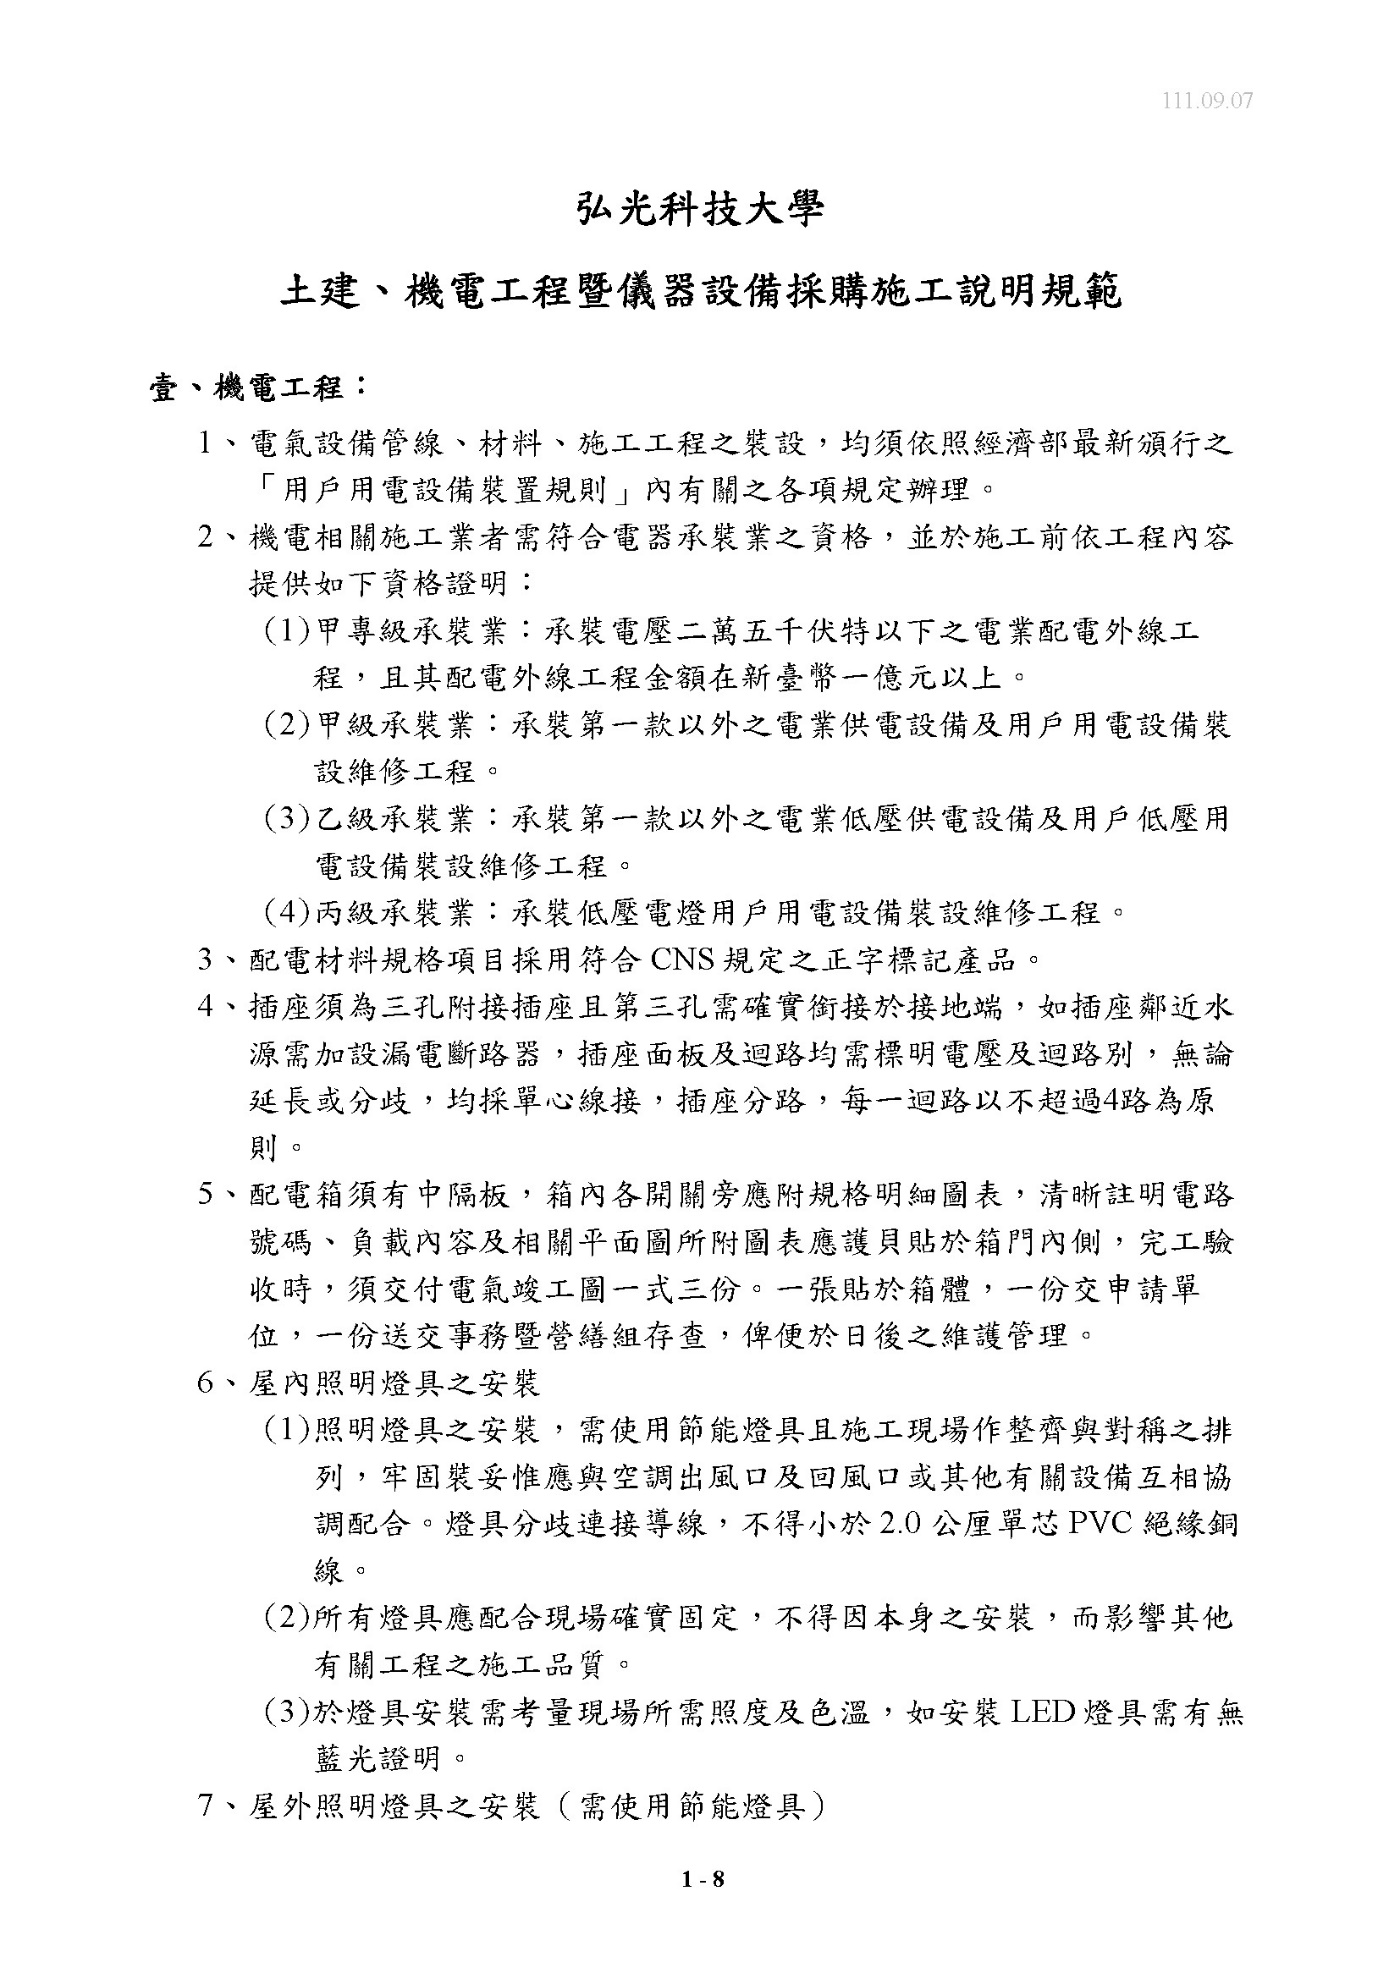 111.09.07
弘光科技大學
土建、機電工程暨儀器設備採購施工說明規範
壹、機電工程：
1、電氣設備管線、材料、施工工程之裝設，均須依照經濟部最新頒行之
「用戶用電設備裝置規則」內有關之各項規定辦理。
2、機電相關施工業者需符合電器承裝業之資格，並於施工前依工程內容
提供如下資格證明：
(1)甲專級承裝業：承裝電壓二萬五千伏特以下之電業配電外線工
程，且其配電外線工程金額在新臺幣一億元以上。
(2)甲級承裝業：承裝第一款以外之電業供電設備及用戶用電設備裝
設維修工程。
(3)乙級承裝業：承裝第一款以外之電業低壓供電設備及用戶低壓用
電設備裝設維修工程。
(4)丙級承裝業：承裝低壓電燈用戶用電設備裝設維修工程。
3、配電材料規格項目採用符合 CNS 規定之正字標記產品。
4、插座須為三孔附接插座且第三孔需確實銜接於接地端，如插座鄰近水
源需加設漏電斷路器，插座面板及迴路均需標明電壓及迴路別，無論
延長或分歧，均採單心線接，插座分路，每一迴路以不超過4路為原
則。
5、配電箱須有中隔板，箱內各開關旁應附規格明細圖表，清晰註明電路
號碼、負載內容及相關平面圖所附圖表應護貝貼於箱門內側，完工驗
收時，須交付電氣竣工圖一式三份。一張貼於箱體，一份交申請單
位，一份送交事務暨營繕組存查，俾便於日後之維護管理。
6、屋內照明燈具之安裝
(1)照明燈具之安裝，需使用節能燈具且施工現場作整齊與對稱之排
列，牢固裝妥惟應與空調出風口及回風口或其他有關設備互相協
調配合。燈具分歧連接導線，不得小於 2.0 公厘單芯 PVC 絕緣銅
線。
(2)所有燈具應配合現場確實固定，不得因本身之安裝，而影響其他
有關工程之施工品質。
(3)於燈具安裝需考量現場所需照度及色溫，如安裝 LED 燈具需有無
藍光證明。
7、屋外照明燈具之安裝（需使用節能燈具）
1 - 8